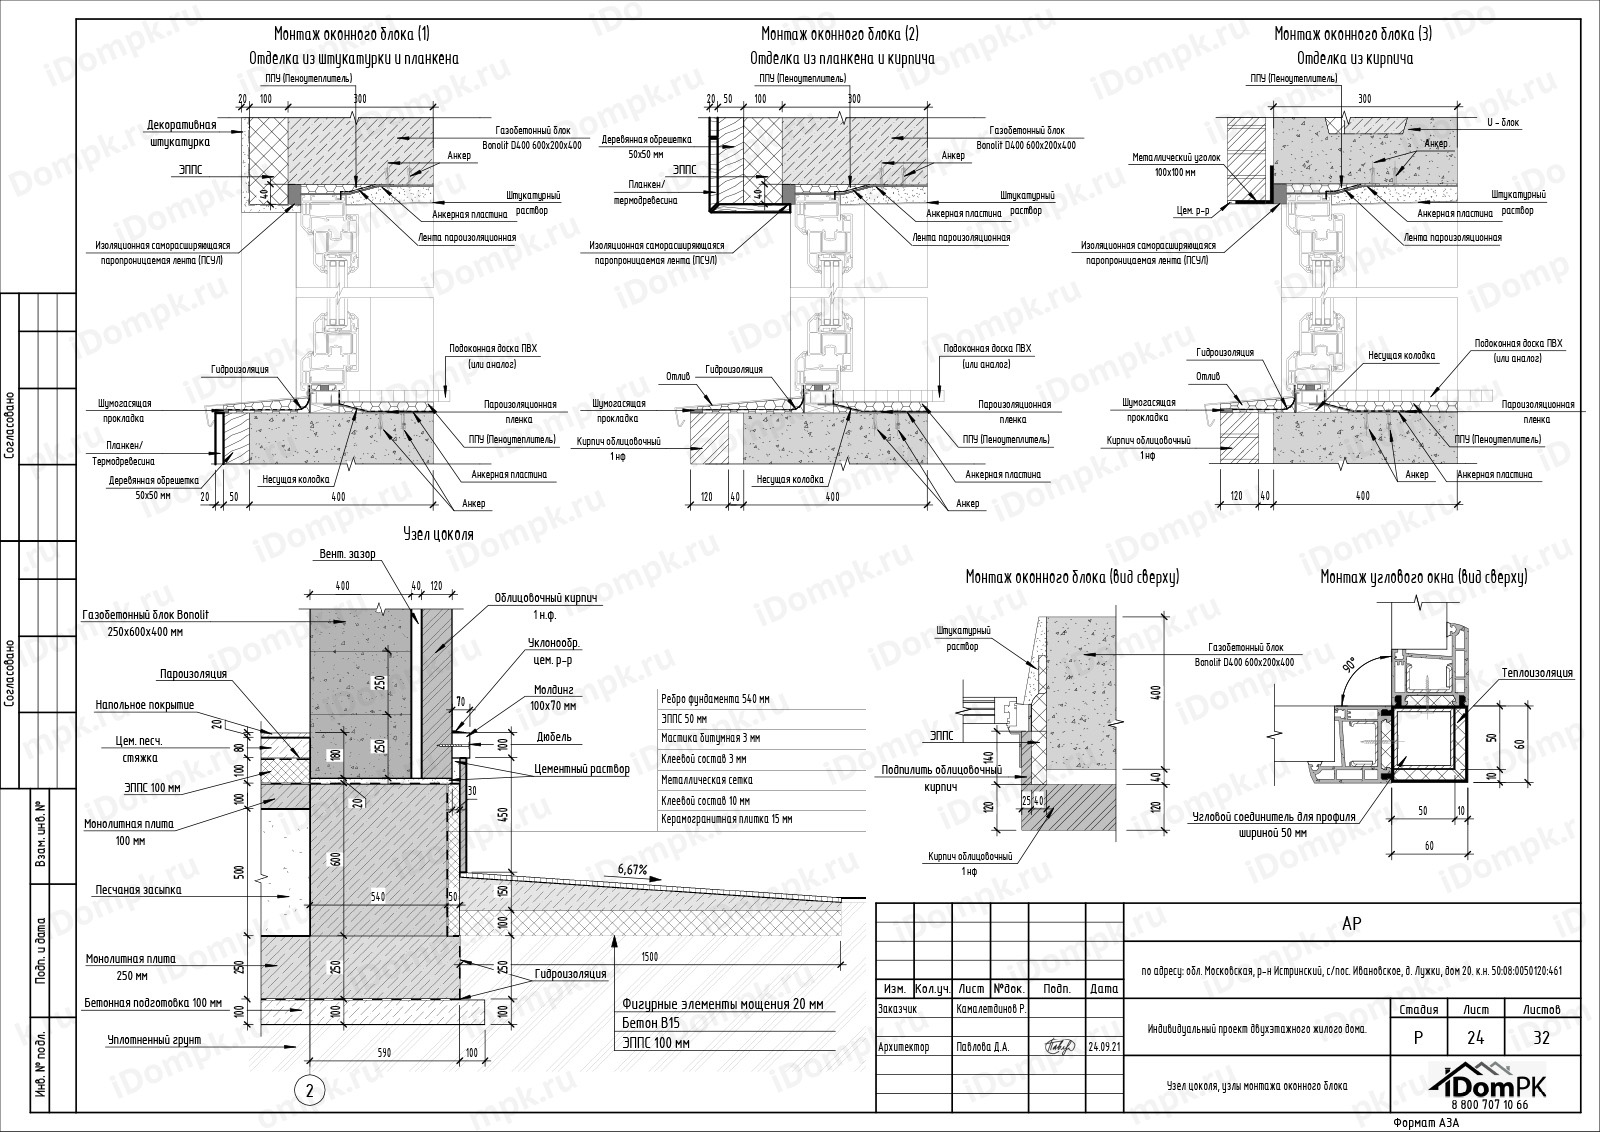 Монтаж оконного блока (1)
Отделка из штукатурки и планкена
ППУ (Пеноутеплитель)
20 100 300
Декоративная
штукатурка
ЭППС
40
Газобетонный блок
Bonolit D400 600х200х400
Анкер
Штукатурный
раствор
Анкерная пластина
Лента пароизоляционная
Изоляционная саморасширяющаяся
паропроницаемая лента (ПСУЛ)
Подоконная доска ПВХ
(или аналог)
Гидроизоляция
Шумогасящая
прокладка
Планкен/
Термодревесина
Деревянная обрешетка
50х50 мм
Пароизоляционная
пленка
ППУ (Пеноутеплитель)
Анкерная пластина
Несущая колодка
Анкер
20 50 400
Монтаж оконного блока (2)
Отделка из планкена и кирпича
ППУ (Пеноутеплитель)
20 50 100 300
Деревянная обрешетка
50х50 мм
ЭППС
Планкен/
термодревесина
40
Газобетонный блок
Bonolit D400 600х200х400
Анкер
Штукатурный
раствор
Анкерная пластина
Лента пароизоляционная
Изоляционная саморасширяющаяся
паропроницаемая лента (ПСУЛ)
Подоконная доска ПВХ
(или аналог)
Отлив
Гидроизоляция
Шумогасящая
прокладка
Кирпич облицовочный
1 нф
Пароизоляционная
пленка
ППУ (Пеноутеплитель)
Анкерная пластина
Несущая колодка
Анкер
120 40 400
Монтаж оконного блока (3)
Отделка из кирпича
ППУ (Пеноутеплитель)
300
U - блок
Анкер
Металлический уголок
100х100 мм
Цем. р-р
Штукатурный
раствор
Анкерная пластина
Лента пароизоляционная
Изоляционная саморасширяющаяся
паропроницаемая лента (ПСУЛ)
Подоконная доска ПВХ
(или аналог)
Гидроизоляция
Несущая колодка
Отлив
Шумогасящая
прокладка
Кирпич облицовочный
1 нф
Пароизоляционная
пленка
ППУ (Пеноутеплитель)
Анкер
Анкерная пластина
120 40 400
Узел цоколя
Вент. зазор
400 40 120
Облицовочный кирпич
1 н.ф.
Газобетонный блок Bonolit
250х600х400 мм
Уклонообр.
цем. р-р
Пароизоляция
Молдинг
100х70 мм
70
Напольное покрытие
Цем. песч.
стяжка
Дюбель
ЭППС 100 мм
Цементный раствор
Монолитная плита
100 мм
Песчаная засыпка
Монолитная плита
250 мм
Бетонная подготовка 100 мм
Уплотненный грунт
20
80
100
100
500
250
100
250
250
180
20
600
250
100
540 50
590 100
30
100
450
150
100
250
100
2
Гидроизоляция
6,67%
1500
Ребро фундамента 540 мм
ЭППС 50 мм
Мастика битумная 3 мм
Клеевой состав 3 мм
Металлическая сетка
Клеевой состав 10 мм
Керамогранитная плитка 15 мм
Фигурные элементы мощения 20 мм
Бетон В15
ЭППС 100 мм
Монтаж оконного блока (вид сверху)
Штукатурный
раствор
Газобетонный блок
Bonolit D400 600х200х400
ЭППС
Подпилить облицовочный
кирпич
140
120
25 40
400
40
120
Кирпич облицовочный
1 нф
Монтаж углового окна (вид сверху)
90°
Теплоизоляция
50
10
60
50 10
60
Угловой соединитель для профиля
шириной 50 мм
Согласовано
Согласовано
Взам. инв. №
Подп. и дата
Инв. № подл.
АР
по адресу: обл. Московская, р-н Истринский, с/пос. Ивановское, д. Лужки, дом 20. к.н. 50:08:0050120:461
Изм. Кол.уч. Лист №док. Подп. Дата
Заказчик Камалетдинов Р.
Архитектор Павлова Д.А. 24.09.21
Индивидуальный проект двухэтажного жилого дома.
Стадия Лист Листов
Р 24 32
Узел цоколя, узлы монтажа оконного блока
iDomPK
8 800 707 10 66
Формат А3А